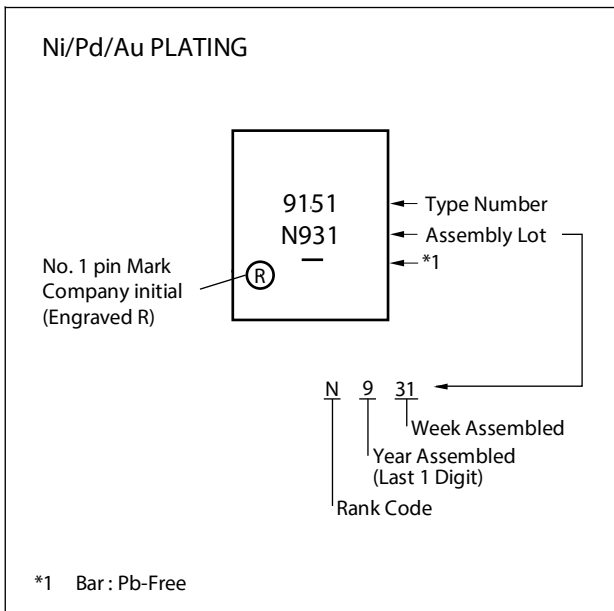 Ni/Pd/Au PLATING
9151
Type Number
N931
Assembly Lot
*1
No. 1 pin Mark
Company initial
(Engraved R)
R
N 9 31
Week Assembled
Year Assembled
(Last 1 Digit)
Rank Code
*1 Bar : Pb-Free